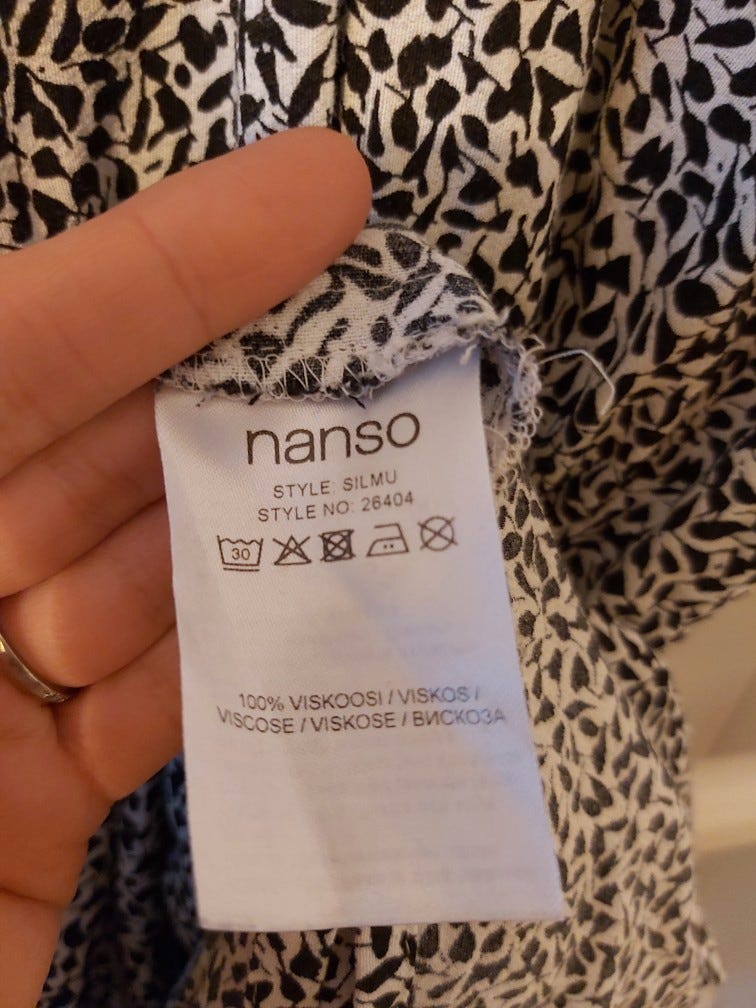 nanso
STYLE: SILMU
STYLE NO: 26404
30
100% VISKOOSI / VISKOS /
VISCOSE / VISKOSE / ВИСКОЗА